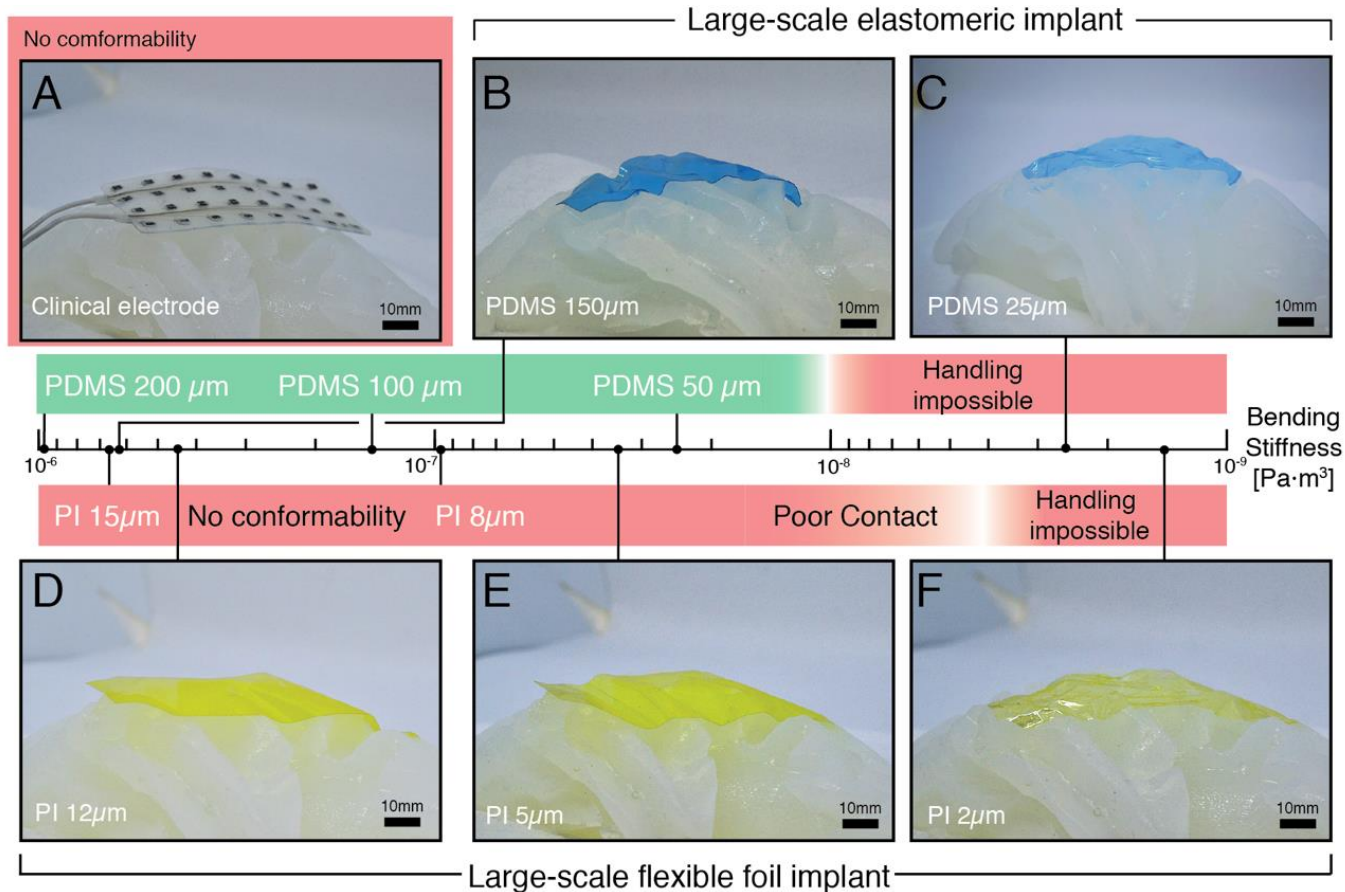 Large-scale elastomeric implant
No comformability
A
Clinical electrode
10mm
B
PDMS 150µm
10mm
C
PDMS 25µm
10mm
PDMS 200 µm
PDMS 100 µm
PDMS 50 µm
Handling
impossible
10⁻⁶
10⁻⁷
10⁻⁸
10⁻⁹
Bending
Stiffness
[Pa·m³]
PI 15µm
No conformability
PI 8µm
Poor Contact
Handling
impossible
D
PI 12µm
10mm
E
PI 5µm
10mm
F
PI 2µm
10mm
Large-scale flexible foil implant